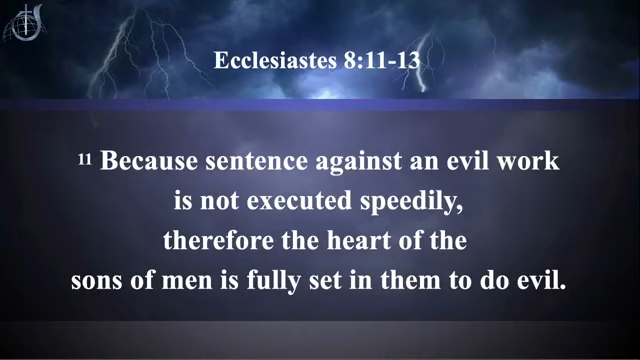 Ecclesiastes 8:11-13
11 Because sentence against an evil work
is not executed speedily,
therefore the heart of the
sons of men is fully set in them to do evil.